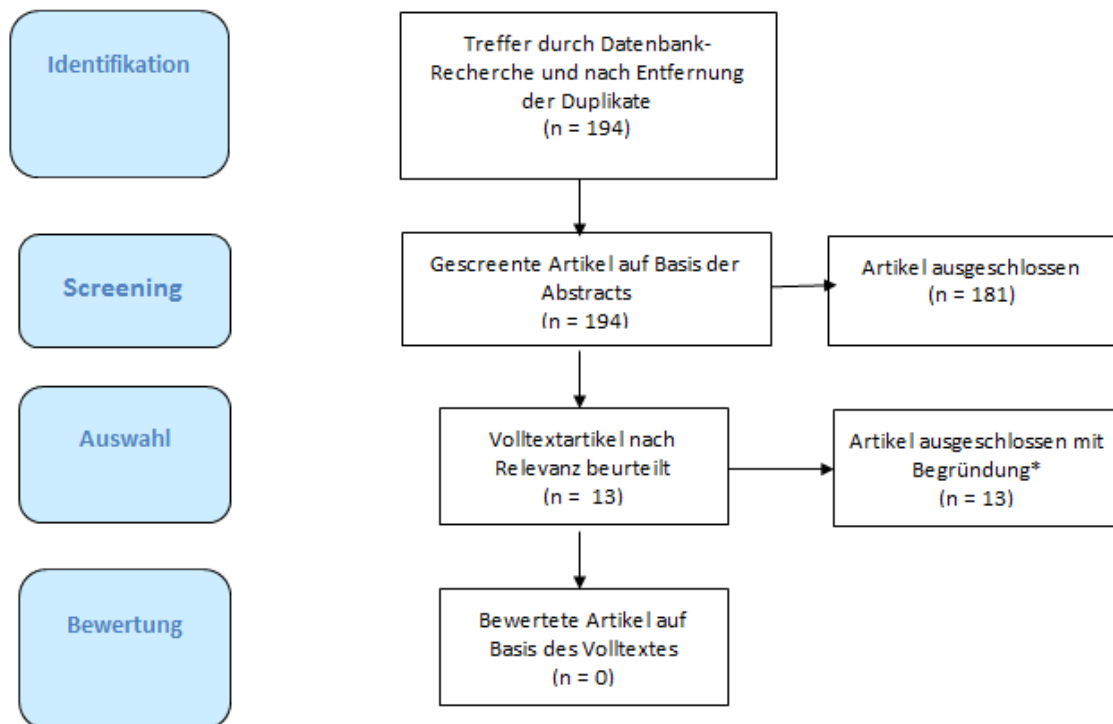 Identifikation
Treffer durch Datenbank-
Recherche und nach Entfernung
der Duplikate
(n = 194)
Screening
Gescreente Artikel auf Basis der
Abstracts
(n = 194)
Artikel ausgeschlossen
(n = 181)
Auswahl
Volltextartikel nach
Relevanz beurteilt
(n = 13)
Artikel ausgeschlossen mit
Begründung*
(n = 13)
Bewertung
Bewertete Artikel auf
Basis des Volltextes
(n = 0)